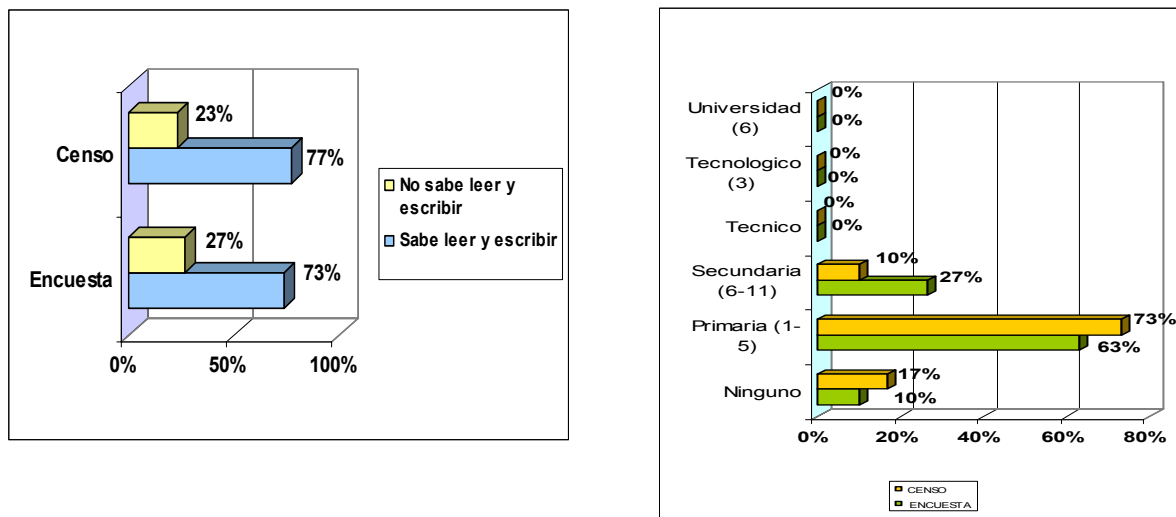 23%
Censo
77%
27%
Encuesta
73%
0%
50%
100%
No sabe leer y
escribir
Sabe leer y escribir
Universidad
(6)
0%
0%
Tecnologico
(3)
0%
0%
Tecnico
0%
0%
Secundaria
(6-11)
10%
27%
Primaria (1-
5)
73%
63%
Ninguno
17%
10%
0%
20%
40%
60%
80%
CENSO
ENCUESTA